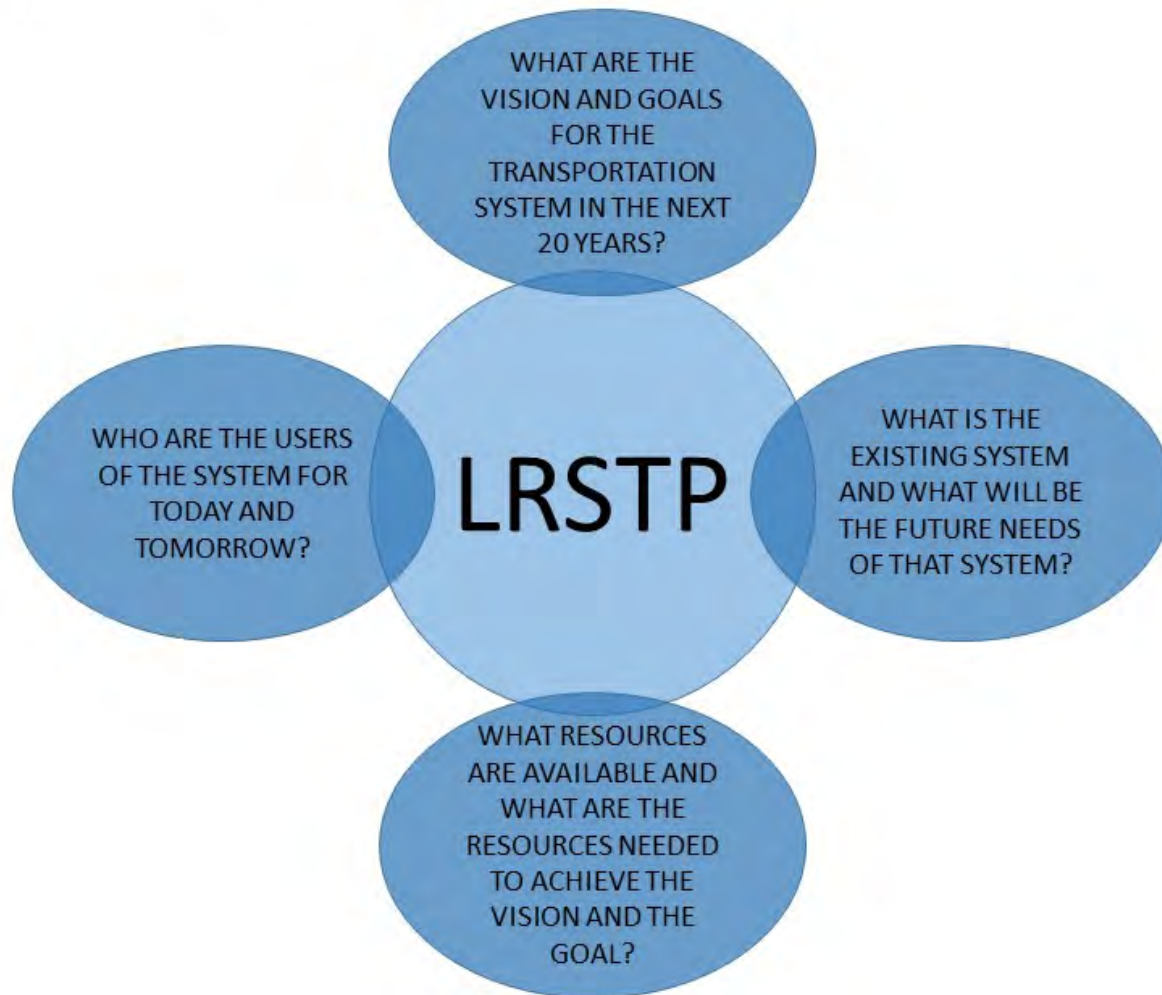 WHAT ARE THE
VISION AND GOALS
FOR THE
TRANSPORTATION
SYSTEM IN THE NEXT
20 YEARS?
WHO ARE THE USERS
OF THE SYSTEM FOR
TODAY AND
TOMORROW?
LRSTP
WHAT IS THE
EXISTING SYSTEM
AND WHAT WILL BE
THE FUTURE NEEDS
OF THAT SYSTEM?
WHAT RESOURCES
ARE AVAILABLE AND
WHAT ARE THE
RESOURCES NEEDED
TO ACHIEVE THE
VISION AND THE
GOAL?